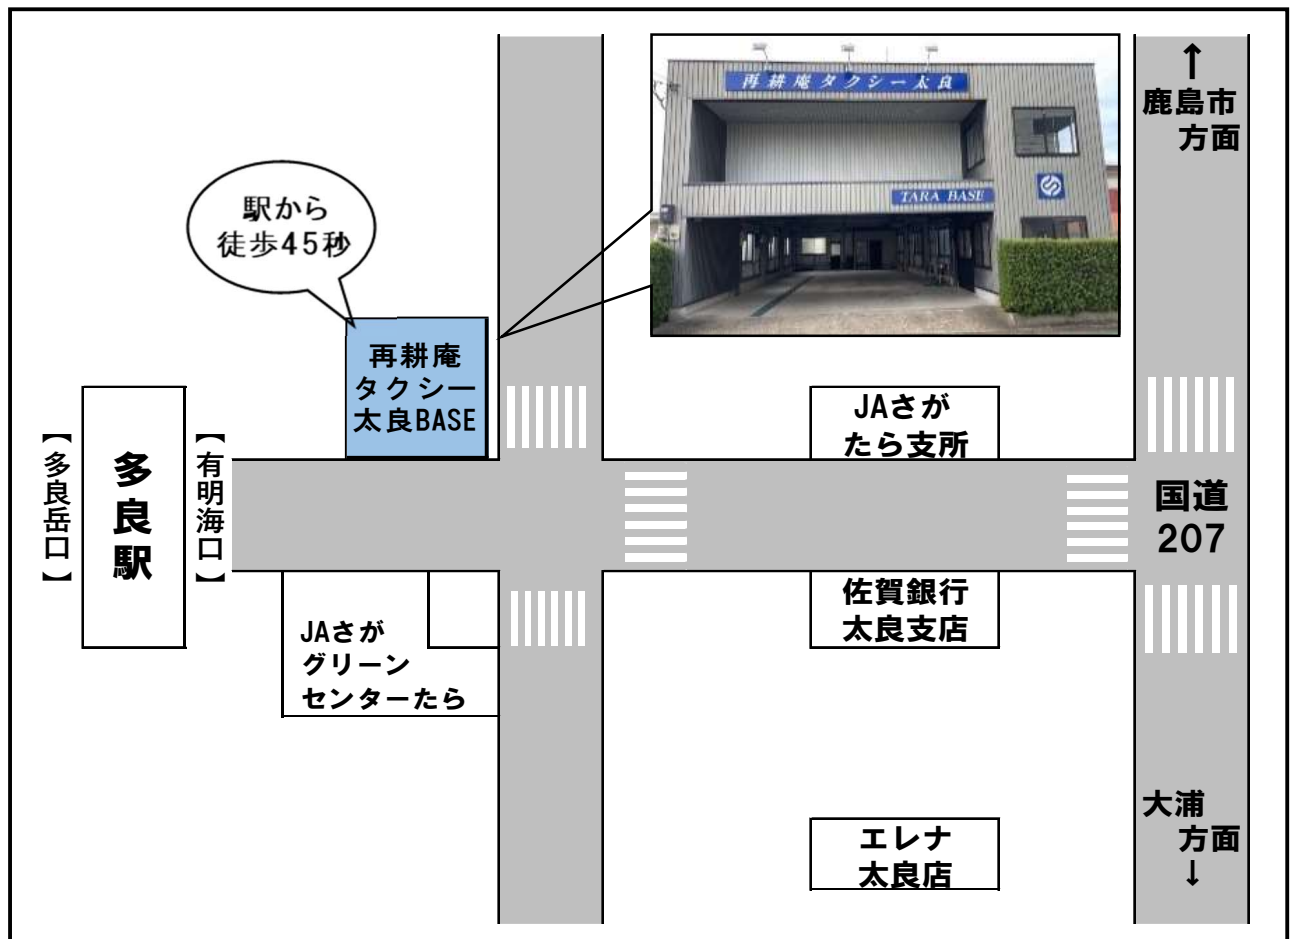 再耕庵タクシー太良
TARA BASE
↑
鹿島市
方面
駅から
徒歩45秒
再耕庵
タクシー
太良BASE
JAさが
たら支所
【多良岳口】
多良駅
【有明海口】
国道
207
JAさが
グリーン
センターたら
佐賀銀行
太良支店
エレナ
太良店
大浦
方面
↓